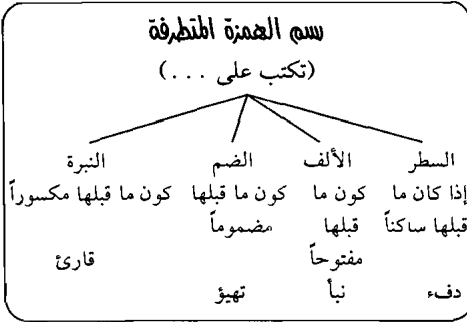 رسم الهمزة المتطرفة
(تكتب على . . .)
السطر الألف الضم النبرة
إذا كان ما كون ما كون ما قبلها كون ما قبلها مكسوراً
قبلها ساكناً قبلها مضموماً
مفتوحاً قارئ
دفء نبأ تهيؤ